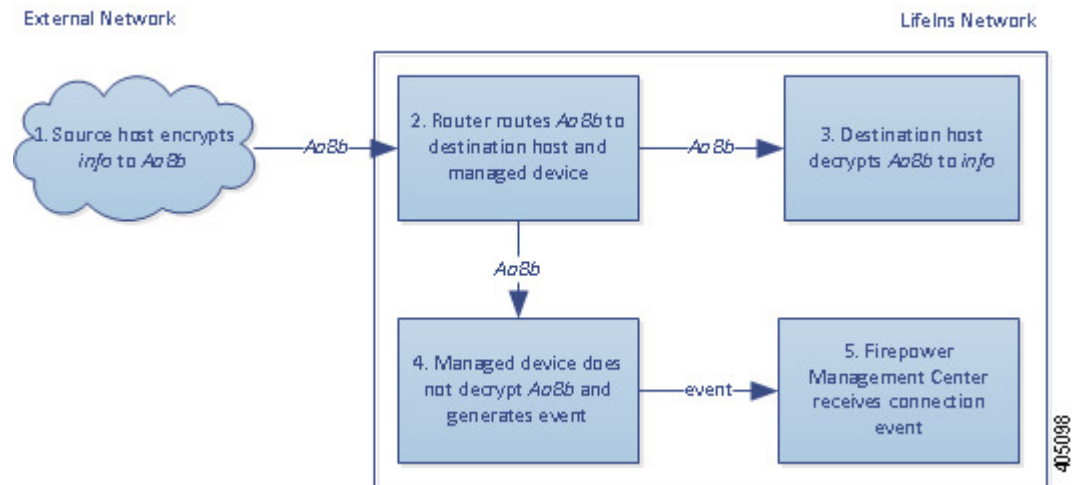 External Network
LifeIns Network
1. Source host encrypts
info to Aa8b
Aa8b
2. Router routes Aa8b to
destination host and
managed device
Aa8b
3. Destination host
decrypts Aa8b to info
Aa8b
4. Managed device does
not decrypt Aa8b and
generates event
event
5. Firepower
Management Center
receives connection
event
405098